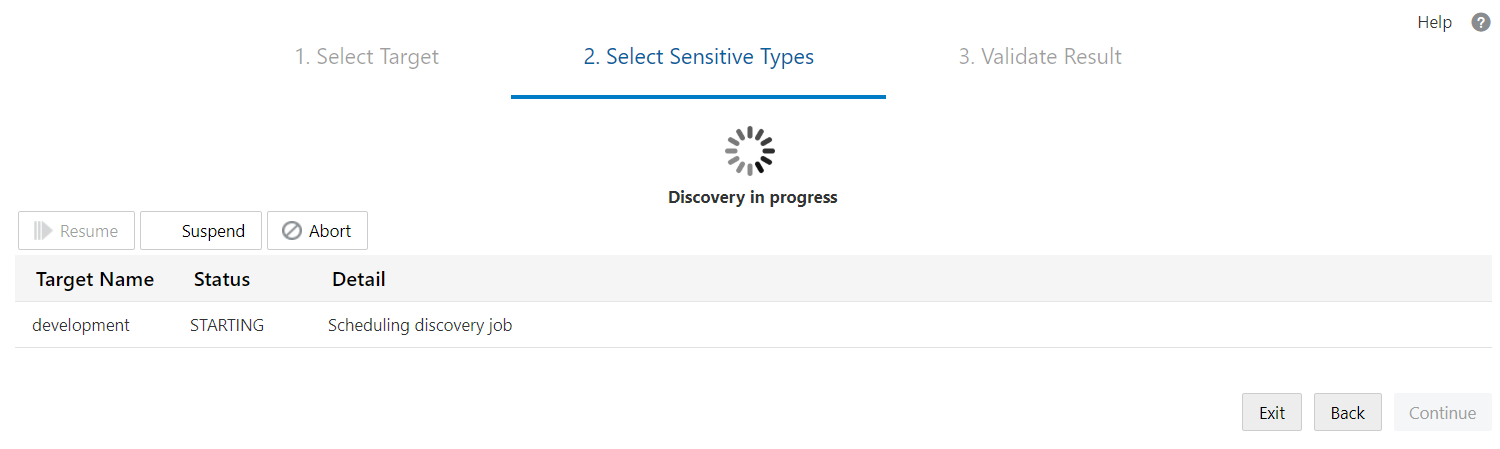 Help ?
1. Select Target 2. Select Sensitive Types 3. Validate Result
Discovery in progress
Resume Suspend Abort
Target Name Status Detail
development STARTING Scheduling discovery job
Exit Back Continue